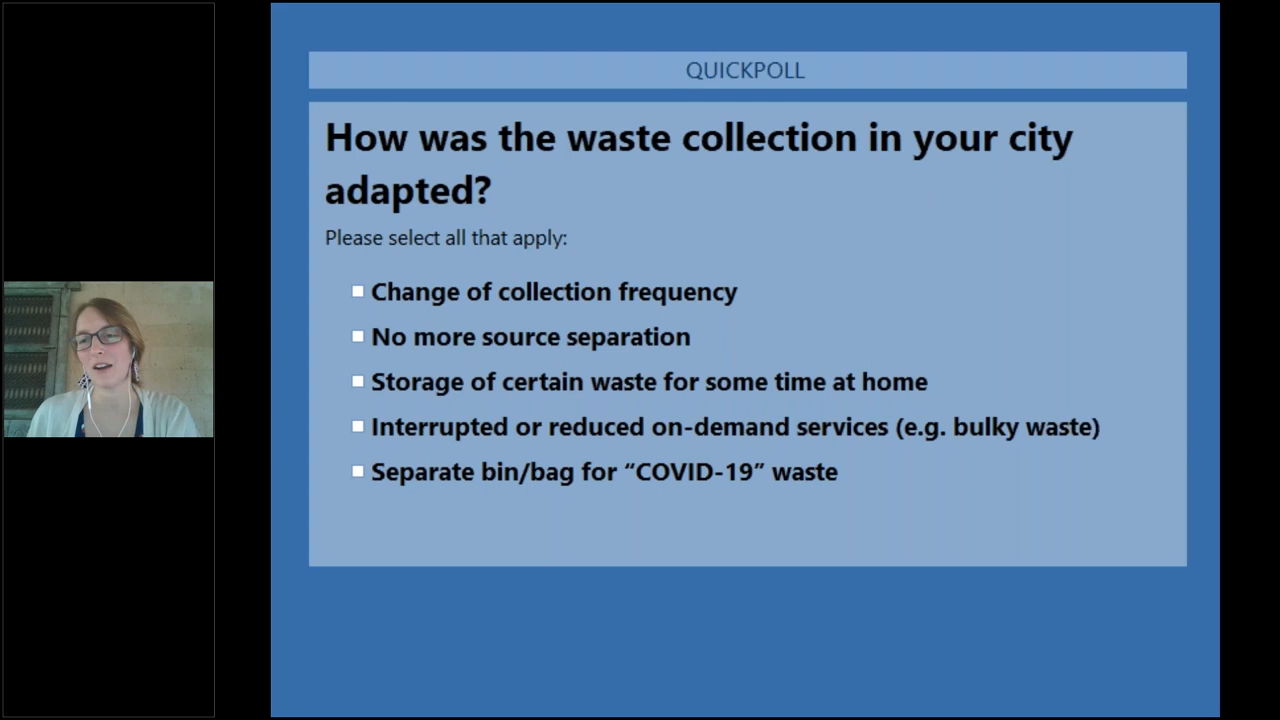 QUICKPOLL
How was the waste collection in your city
adapted?
Please select all that apply:
Change of collection frequency
No more source separation
Storage of certain waste for some time at home
Interrupted or reduced on-demand services (e.g. bulky waste)
Separate bin/bag for “COVID-19” waste